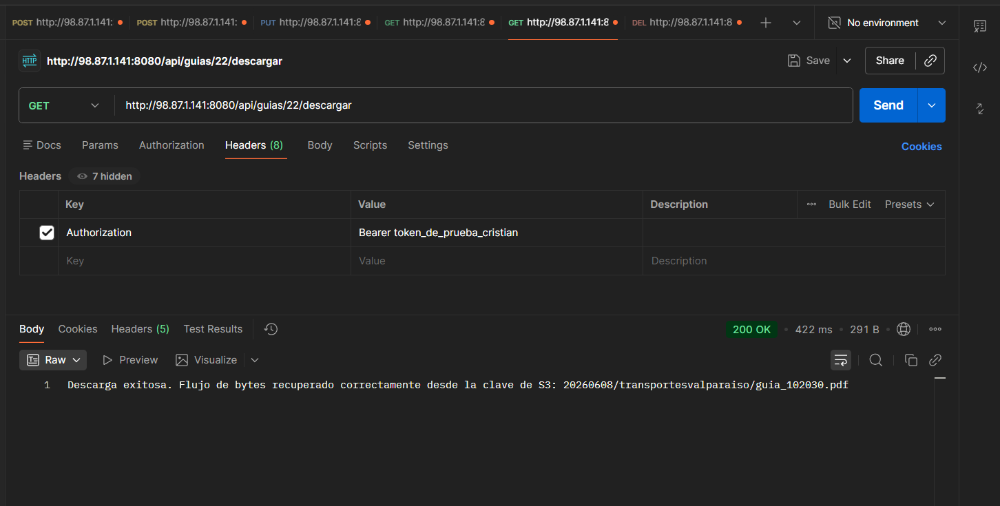 POST http://98.87.1.141: POST http://98.87.1.141: PUT http://98.87.1.141:8 GET http://98.87.1.141:8 GET http://98.87.1.141:8 DEL http://98.87.1.141:8 No environment
HTTP http://98.87.1.141:8080/api/guias/22/descargar Save Share
GET http://98.87.1.141:8080/api/guias/22/descargar Send
Docs Params Authorization Headers (8) Body Scripts Settings Cookies
Headers 7 hidden
Key Value Description Bulk Edit Presets
Authorization Bearer token_de_prueba_cristian
Key Value Description
Body Cookies Headers (5) Test Results 200 OK 422 ms 291 B
Raw Preview Visualize
1 Descarga exitosa. Flujo de bytes recuperado correctamente desde la clave de S3: 20260608/transportesvalparaiso/guia_102030.pdf